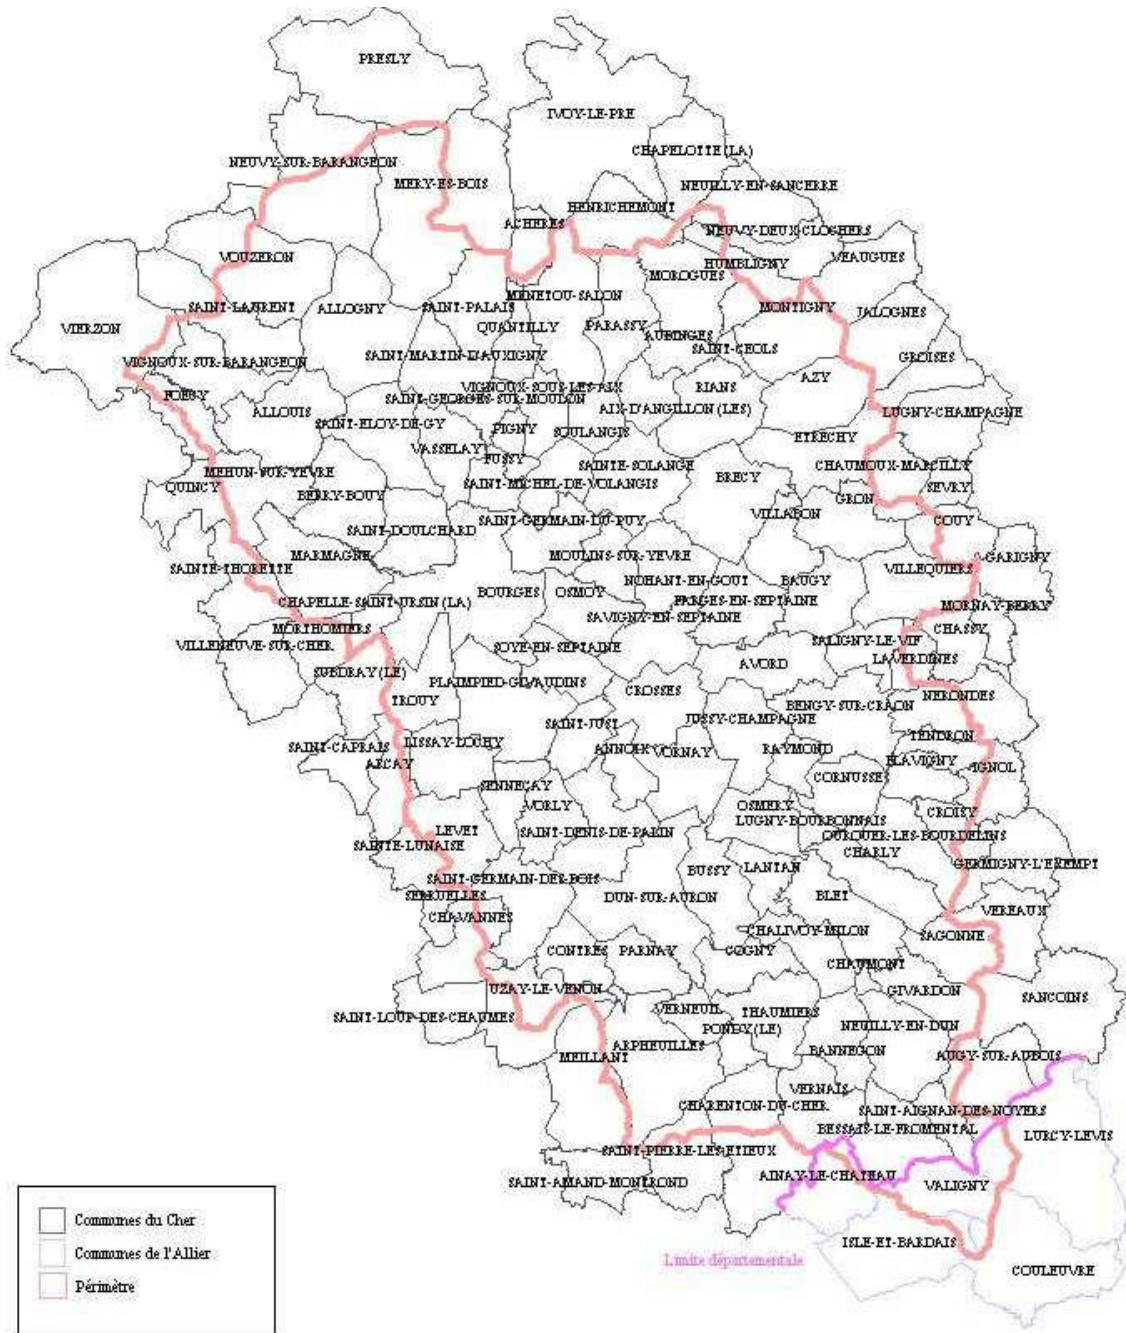 PRESLY
IVOY-LE-PRE
CHAPELOTTE (LA)
NEUVY-SUR-BARANGEON
MERY-ES-BOIS
NEUILLY-EN-SANCERRE
HENRICHEMONT
ACHERES
NEUVY-DEUX-CLOCHERS
VOUZERON
HUMBLIGNY
VEAUGUES
MOROGUES
MENETOU-SALON
SAINT-LAURENT
ALLOGNY
SAINT-PALAIS
MONTIGNY
JALOGNES
VIERZON
QUANTILLY
PARASSY
AUBINGES
SAINT-CEOLS
VIGNOUX-SUR-BARANGEON
SAINT-MARTIN-D'AUXIGNY
GROISES
AZY
FOECY
VIGNOUX-SOUS-LES-AIX
RIANS
SAINT-GEORGES-SUR-MOULON
ALLOUIS
AIX-D'ANGILLON (LES)
LUGNY-CHAMPAGNE
SAINT-ELOY-DE-GY
PIGNY
SOULANGIS
ETRECHY
VASSELAY
FUSSY
SAINTE-SOLANGE
CHAUMOUX-MARCILLY
MEHUN-SUR-YEVRE
QUINCY
SAINT-MICHEL-DE-VOLANGIS
BRECY
SEVRY
BERRY-BOUY
GRON
VILLABON
COUY
SAINT-DOULCHARD
SAINT-GERMAIN-DU-PUY
MARMAGNE
MOULINS-SUR-YEVRE
GARIGNY
SAINTE-THORETTE
VILLEQUIERS
NOHANT-EN-GOUT
BAUGY
BOURGES
OSMOY
FARGES-EN-SEPTAINE
CHAPELLE-SAINT-URSIN (LA)
MORNAY-BERRY
SAVIGNY-EN-SEPTAINE
MORTHOMIERS
CHASSY
VILLENEUVE-SUR-CHER
SOYE-EN-SEPTAINE
SALIGNY-LE-VIF
LAVERDINES
AVORD
SUBDRAY (LE)
PLAIMPIED-GIVAUDINS
CROSSES
TROUY
NERONDES
BENGY-SUR-CRAON
SAINT-JUST
JUSSY-CHAMPAGNE
TENDRON
SAINT-CAPRAIS
LISSAY-LOCHY
ANNOIX
VORNAY
RAYMOND
FLAVIGNY
ARCAY
IGNOL
CORNUSSE
SENNECAY
VORLY
OSMERY
CROISY
LUGNY-BOURBONNAIS
LEVET
SAINT-DENIS-DE-PALIN
OUROUER-LES-BOURDELINS
SAINTE-LUNAISE
CHARLY
GERMIGNY-L'EXEMPT
BUSSY
LANTAN
SAINT-GERMAIN-DES-BOIS
SERRUELLES
DUN-SUR-AURON
BLET
VEREAUX
CHAVANNES
CHALIVOY-MILON
SAGONNE
CONTRES
PARNAY
COGNY
CHAUMONT
UZAY-LE-VENON
GIVARDON
SANCOINS
SAINT-LOUP-DES-CHAUMES
VERNEUIL
THAUMIERS
NEUILLY-EN-DUN
PONDY (LE)
ARPHEUILLES
BANNEGON
MEILLANT
AUGY-SUR-AUBOIS
VERNAIS
CHARENTON-DU-CHER
SAINT-AIGNAN-DES-NOYERS
BESSAIS-LE-FROMENTAL
LURCY-LEVIS
SAINT-PIERRE-LES-ETIEUX
AINAY-LE-CHATEAU
SAINT-AMAND-MONTROND
VALIGNY
ISLE-ET-BARDAIS
Limite départementale
COULEUVRE
Communes du Cher
Communes de l'Allier
Périmètre